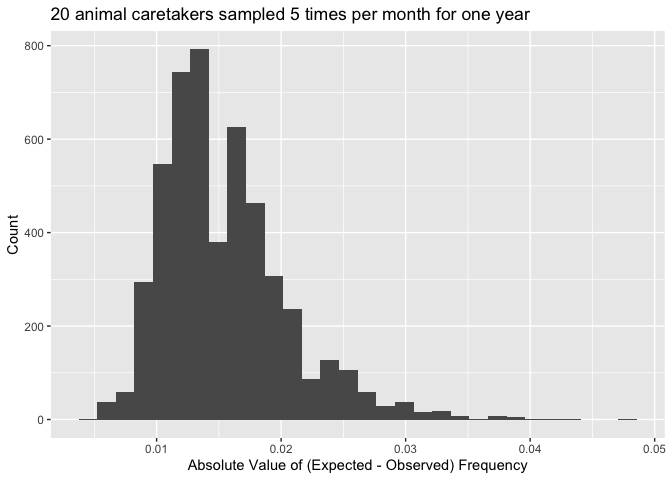 20 animal caretakers sampled 5 times per month for one year
800
600
400
200
0
Count
0.01 0.02 0.03 0.04 0.05
Absolute Value of (Expected - Observed) Frequency